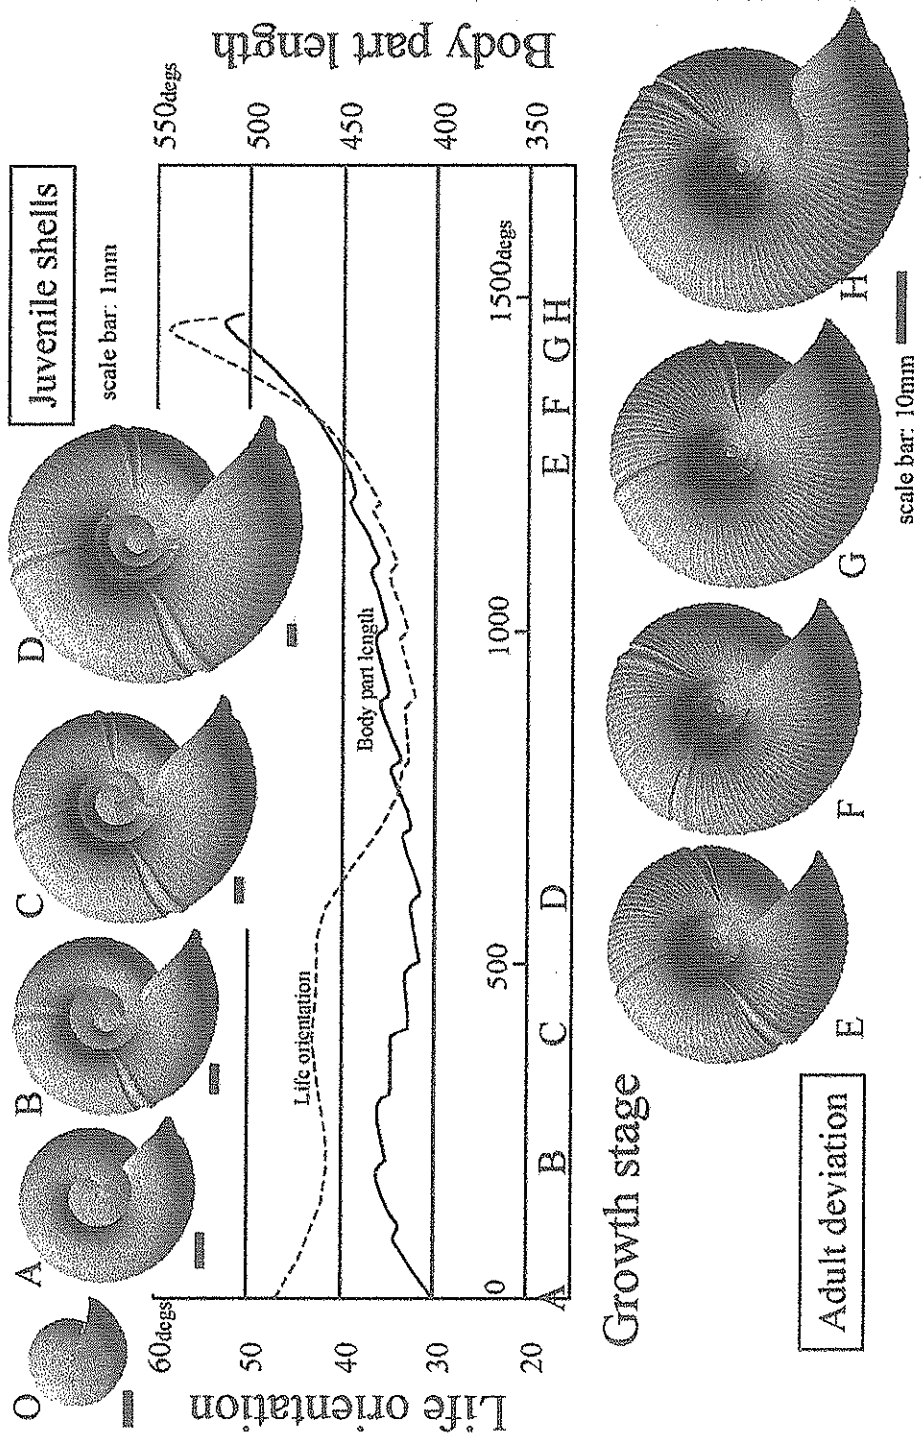 O
A
B
C
D
Juvenile shells
scale bar: 1mm
Life orientation
60degs
50
40
30
20
Life orientation
Body part length
550degs
500
450
400
350
Body part length
0
500
1000
1500degs
A B C D E F G H
Growth stage
Adult deviation
E
F
G
H
scale bar: 10mm